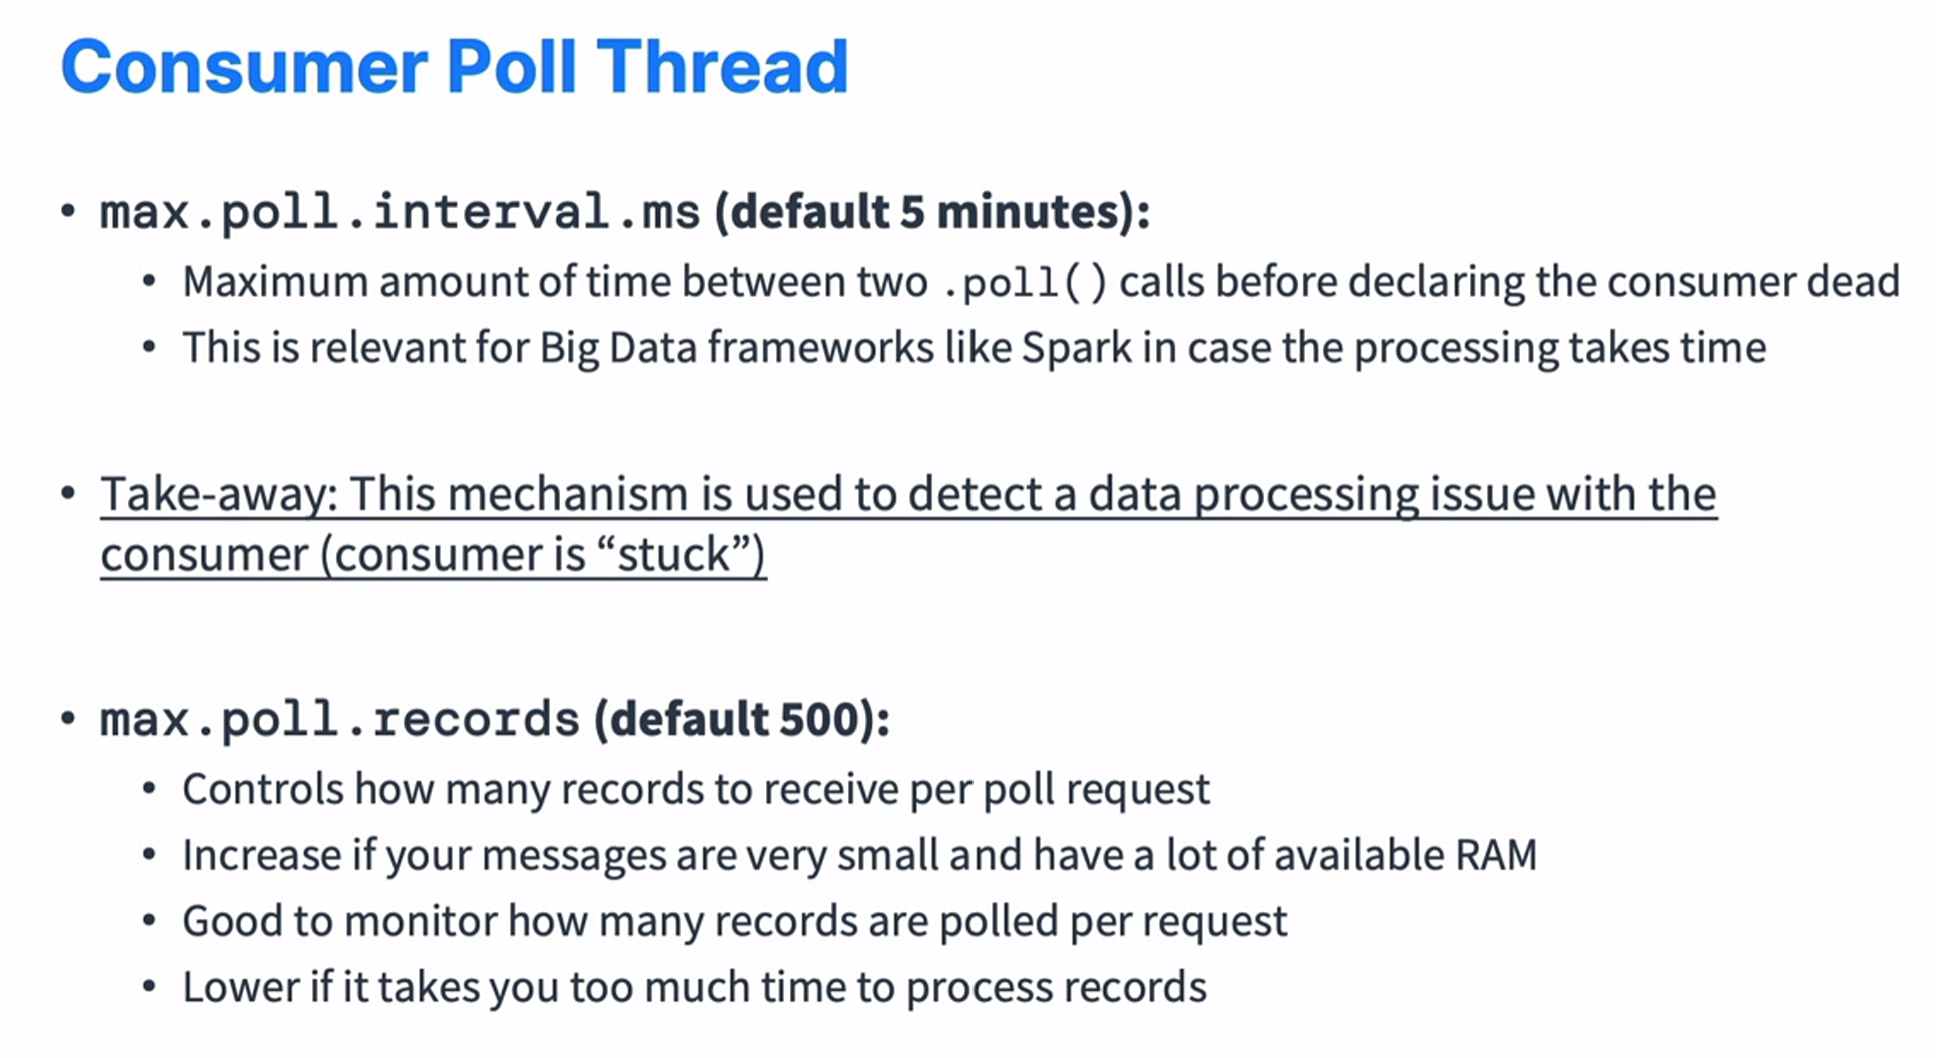 Consumer Poll Thread
• max.poll.interval.ms (default 5 minutes):
• Maximum amount of time between two .poll() calls before declaring the consumer dead
• This is relevant for Big Data frameworks like Spark in case the processing takes time
• Take-away: This mechanism is used to detect a data processing issue with the
consumer (consumer is “stuck”)
• max.poll.records (default 500):
• Controls how many records to receive per poll request
• Increase if your messages are very small and have a lot of available RAM
• Good to monitor how many records are polled per request
• Lower if it takes you too much time to process records